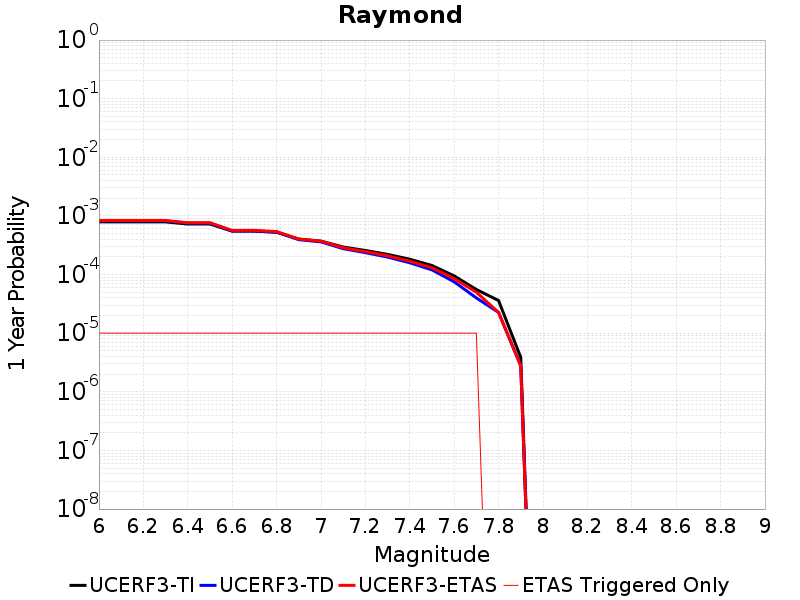 Raymond
10^0
10^-1
10^-2
10^-3
10^-4
10^-5
10^-6
10^-7
10^-8
1 Year Probability
6 6.2 6.4 6.6 6.8 7 7.2 7.4 7.6 7.8 8 8.2 8.4 8.6 8.8 9
Magnitude
UCERF3-TI UCERF3-TD UCERF3-ETAS ETAS Triggered Only